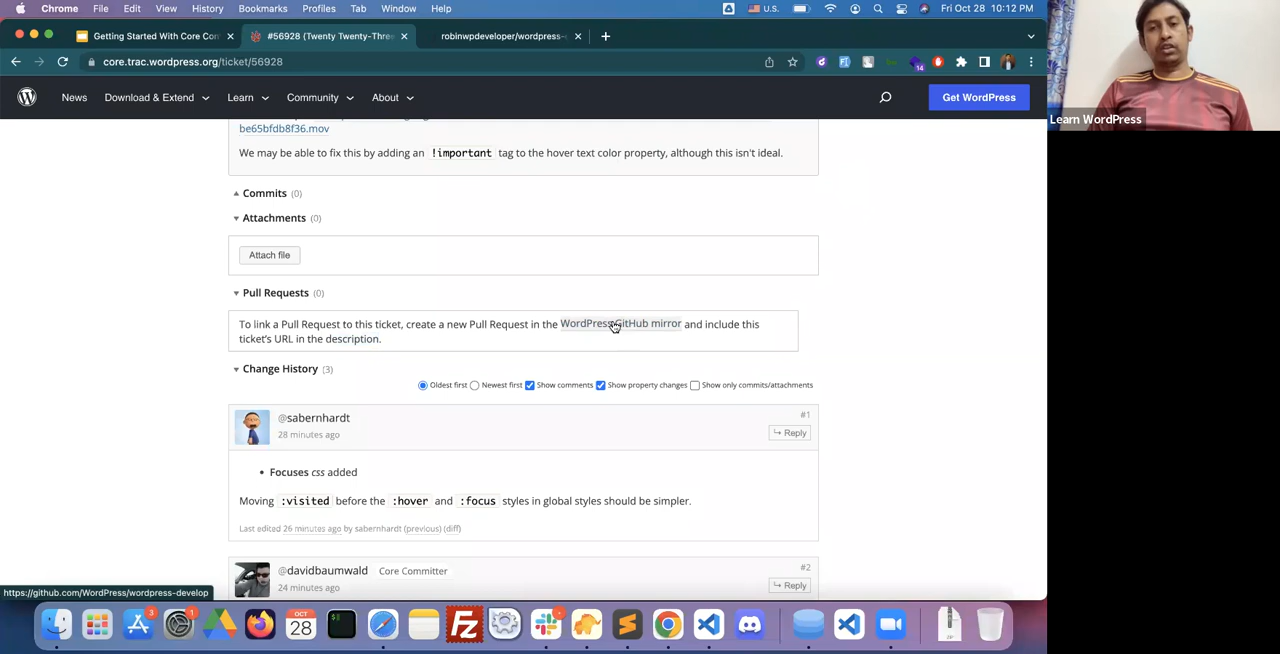 Chrome File Edit View History Bookmarks Profiles Tab Window Help U.S. Fri Oct 28 10:12 PM
Getting Started With Core Con #56928 (Twenty Twenty-Thre robinwpdeveloper/wordpress-
core.trac.wordpress.org/ticket/56928
14
News Download & Extend Learn Community About Get WordPress
Learn WordPress
be65bfdb8f36.mov
We may be able to fix this by adding an !important tag to the hover text color property, although this isn't ideal.
Commits (0)
Attachments (0)
Attach file
Pull Requests (0)
To link a Pull Request to this ticket, create a new Pull Request in the WordPress GitHub mirror and include this
ticket's URL in the description.
Change History (3)
Oldest first Newest first Show comments Show property changes Show only commits/attachments
@sabernhardt #1
28 minutes ago Reply
• Focuses css added
Moving :visited before the :hover and :focus styles in global styles should be simpler.
Last edited 26 minutes ago by sabernhardt (previous) (diff)
@davidbaumwald Core Committer #2
24 minutes ago Reply
https://github.com/WordPress/wordpress-develop
3 1 OCT
28
Fz